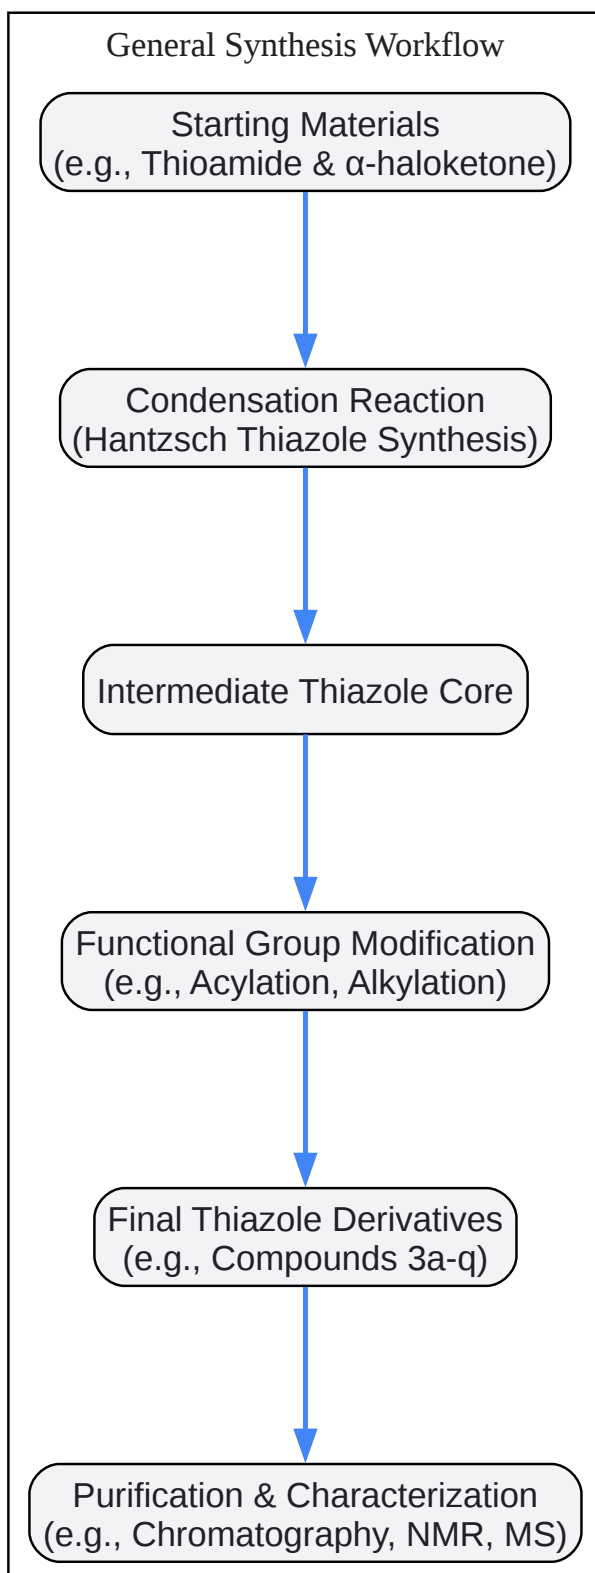 General Synthesis Workflow
Starting Materials
(e.g., Thioamide & α-haloketone)
Condensation Reaction
(Hantzsch Thiazole Synthesis)
Intermediate Thiazole Core
Functional Group Modification
(e.g., Acylation, Alkylation)
Final Thiazole Derivatives
(e.g., Compounds 3a-q)
Purification & Characterization
(e.g., Chromatography, NMR, MS)